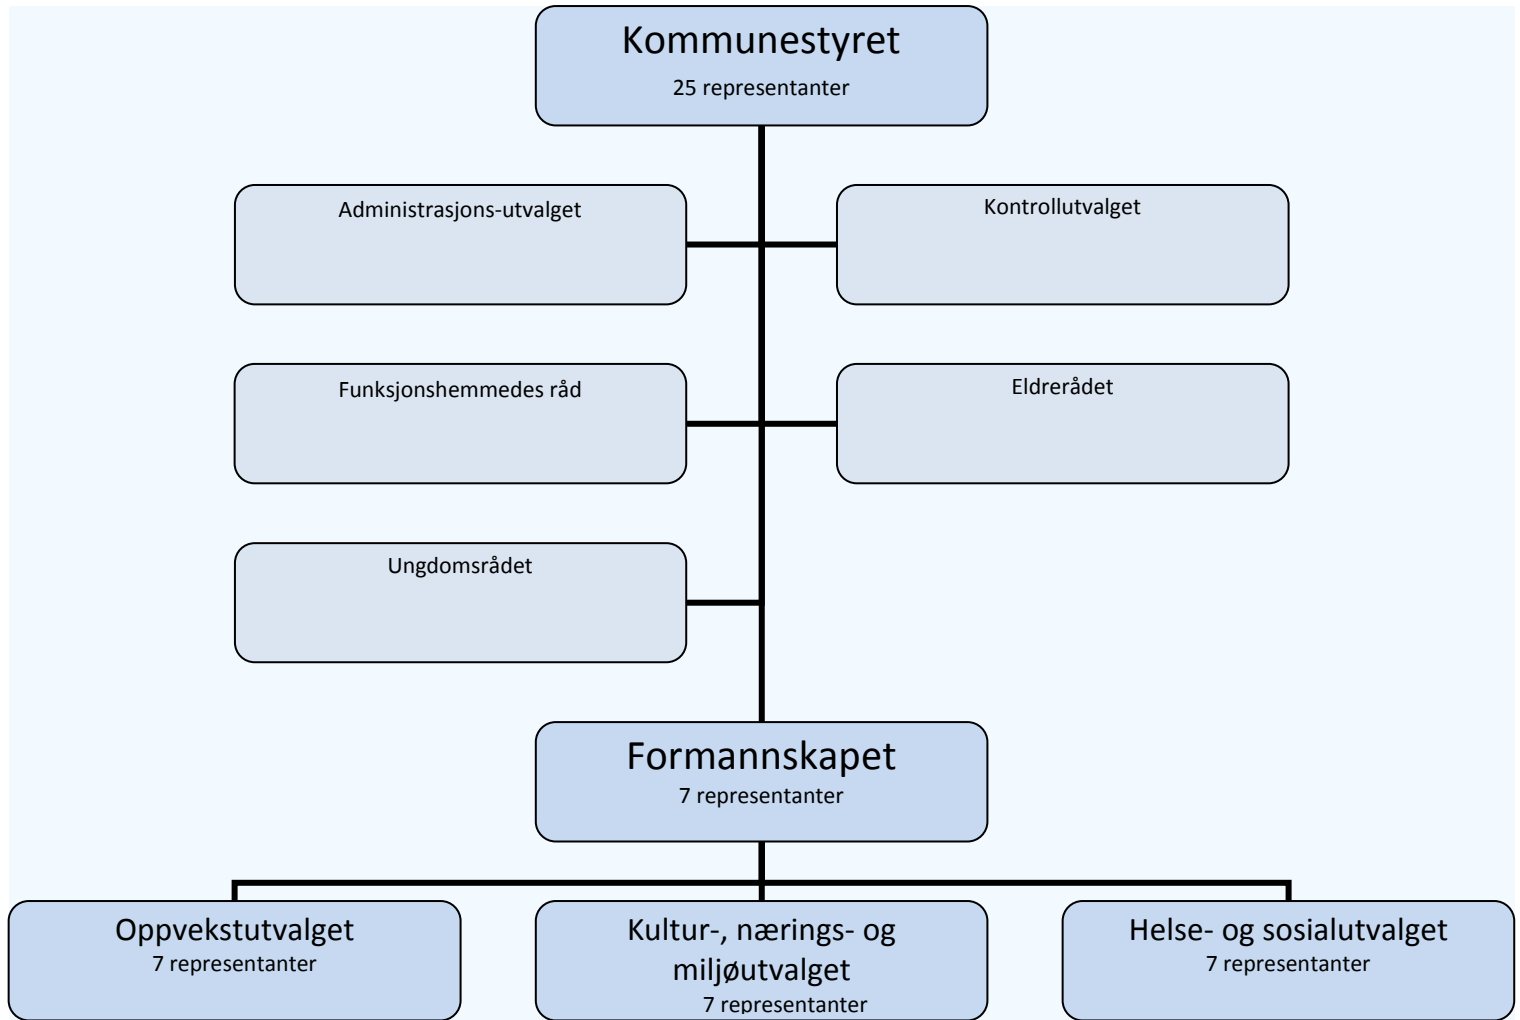 Kommunestyret
25 representanter
Administrasjons-utvalget
Kontrollutvalget
Funksjonshemmedes råd
Eldrerådet
Ungdomsrådet
Formannskapet
7 representanter
Oppvekstutvalget
7 representanter
Kultur-, nærings- og
miljøutvalget
7 representanter
Helse- og sosialutvalget
7 representanter